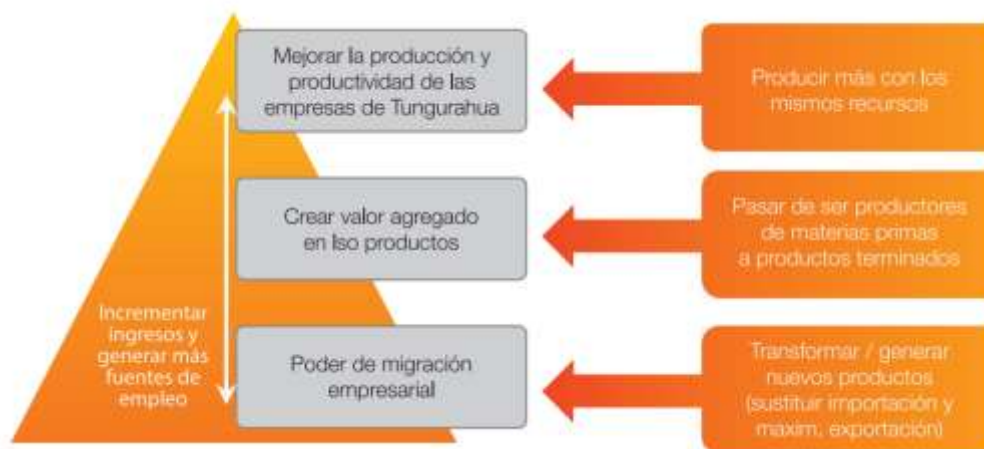 Mejorar la producción y
productividad de las
empresas de Tungurahua
Producir más con los
mismos recursos
Crear valor agregado
en lso productos
Pasar de ser productores
de materias primas
a productos terminados
Incrementar
ingresos y
generar más
fuentes de
empleo
Poder de migración
empresarial
Transformar / generar
nuevos productos
(sustituir importación y
maxim. exportación)